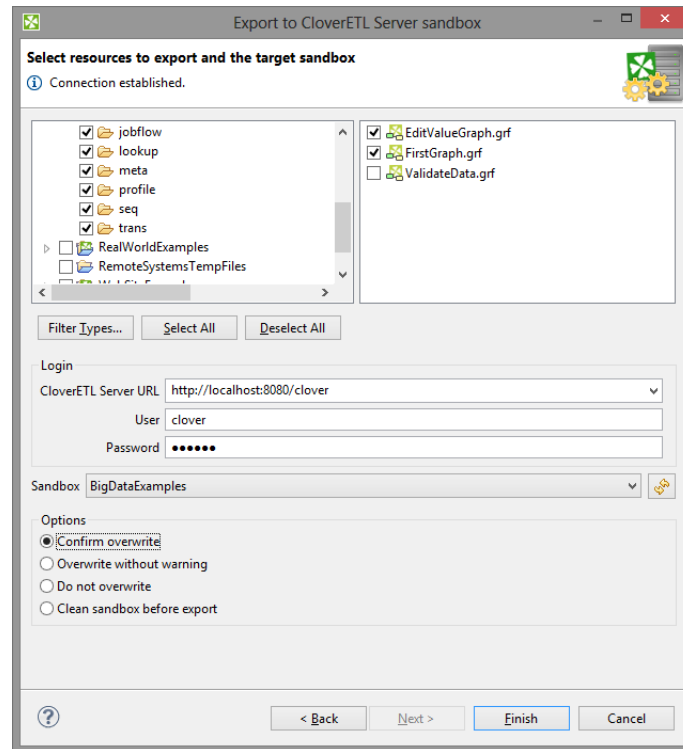 Export to CloverETL Server sandbox
Select resources to export and the target sandbox
Connection established.
jobflow
lookup
meta
profile
seq
trans
RealWorldExamples
RemoteSystemsTempFiles
EditValueGraph.grf
FirstGraph.grf
ValidateData.grf
Filter Types... Select All Deselect All
Login
CloverETL Server URL http://localhost:8080/clover
User clover
Password ••••••
Sandbox BigDataExamples
Options
Confirm overwrite
Overwrite without warning
Do not overwrite
Clean sandbox before export
< Back Next > Finish Cancel